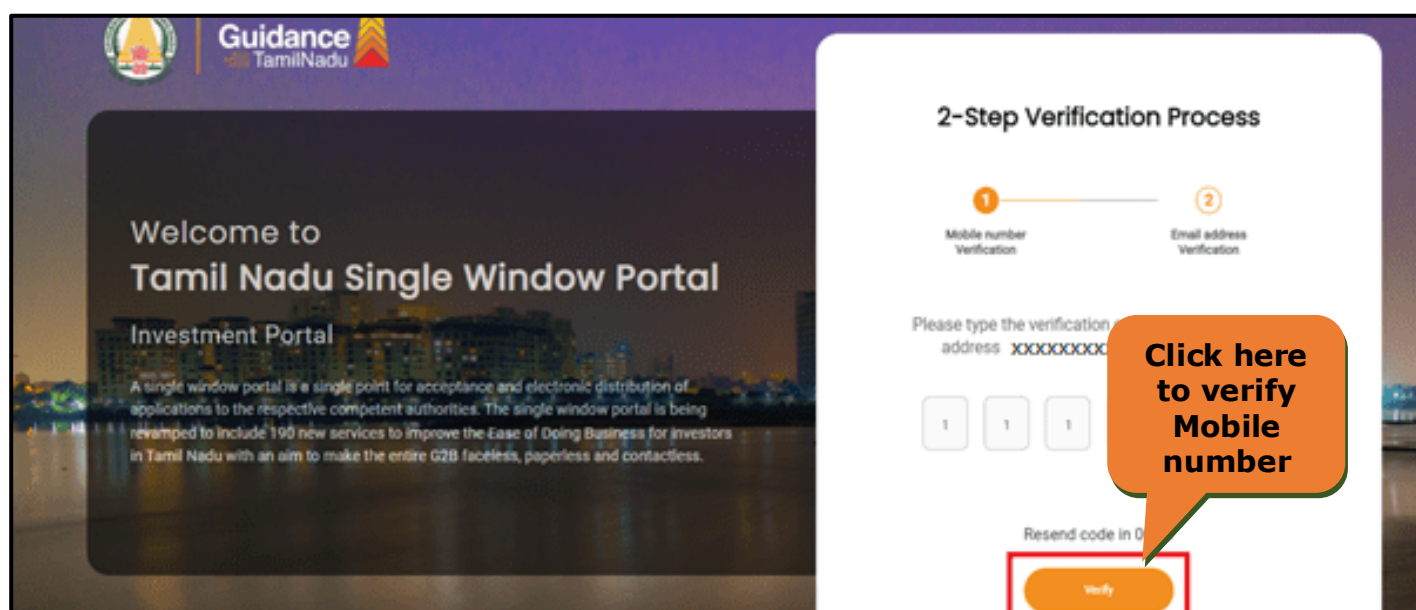 Guidance
TamilNadu
Welcome to
Tamil Nadu Single Window Portal
Investment Portal
A single window portal is a single point for acceptance and electronic distribution of
applications to the respective competent authorities. The single window portal is being
revamped to include 190 new services to improve the Ease of Doing Business for investors
in Tamil Nadu with an aim to make the entire G2B faceless, paperless and contactless.
2-Step Verification Process
1
2
Mobile number
Verification
Email address
Verification
Please type the verification
address XXXXXXXX
1 1 1
Click here
to verify
Mobile
number
Resend code in 0
Verify